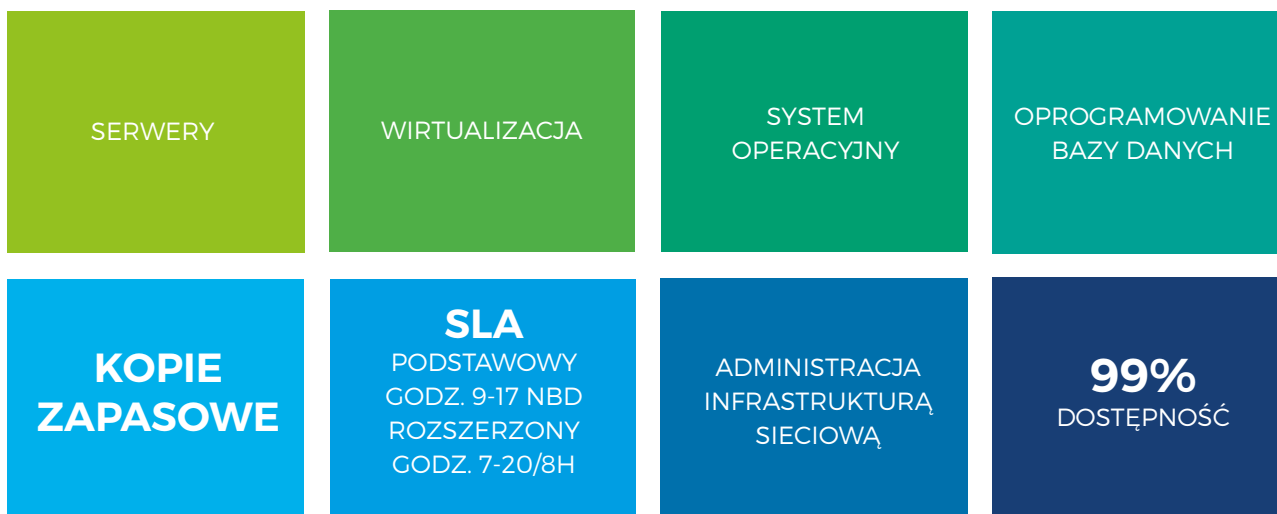 SERWERY
WIRTUALIZACJA
SYSTEM
OPERACYJNY
OPROGRAMOWANIE
BAZY DANYCH
KOPIE
ZAPASOWE
SLA
PODSTAWOWY
GODZ. 9-17 NBD
ROZSZERZONY
GODZ. 7-20/8H
ADMINISTRACJA
INFRASTRUKTURĄ
SIECIOWĄ
99%
DOSTĘPNOŚĆ